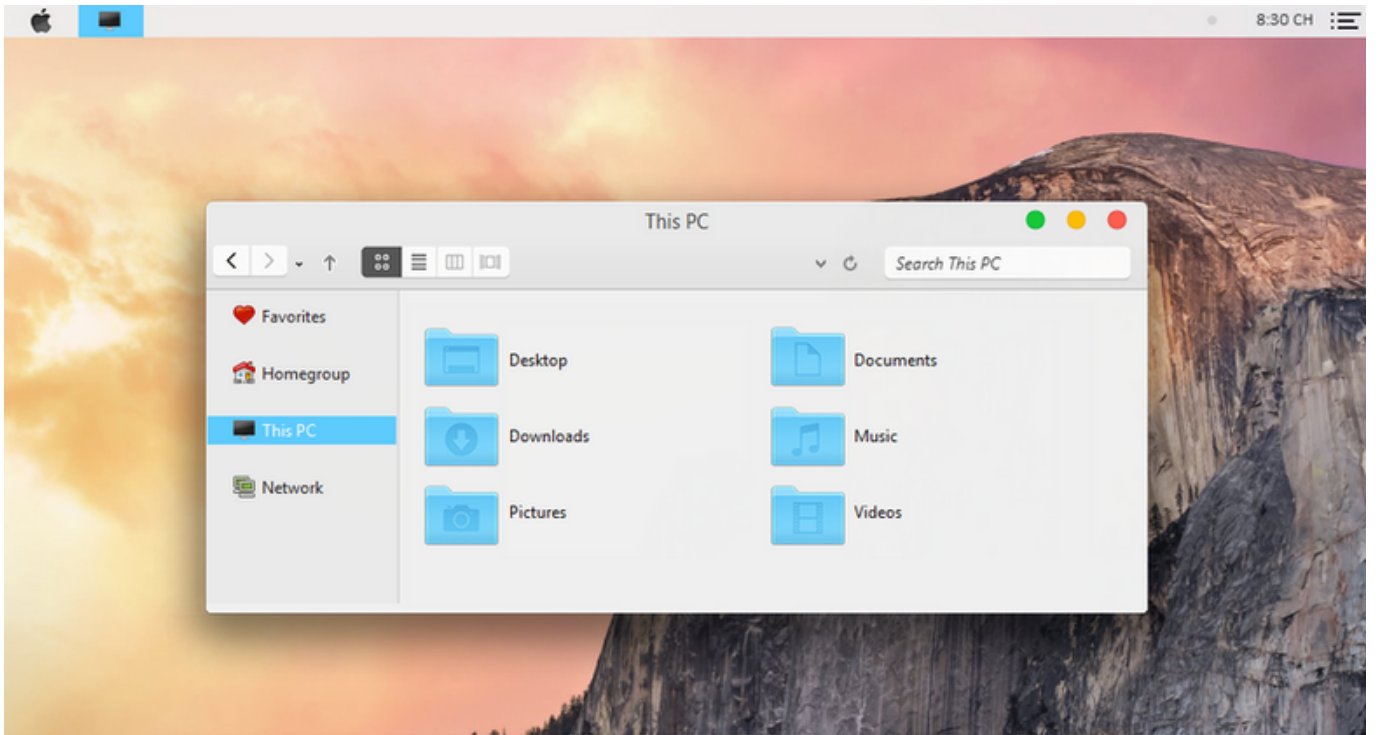 8:30 CH
This PC
Search This PC
Favorites
Homegroup
This PC
Network
Desktop
Documents
Downloads
Music
Pictures
Videos